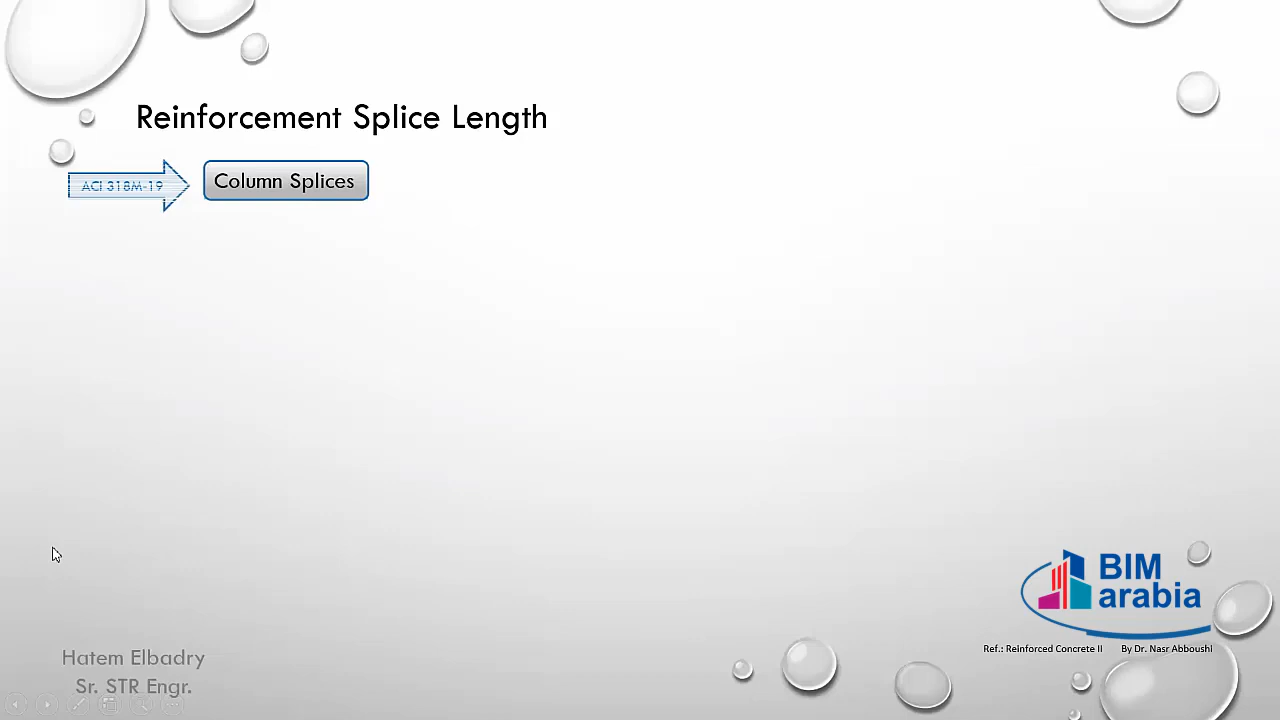 Reinforcement Splice Length
ACI 318M-19
Column Splices
BIM
arabia
Ref.: Reinforced Concrete II By Dr. Nasr Abboushi
Hatem Elbadry
Sr. STR Engr.